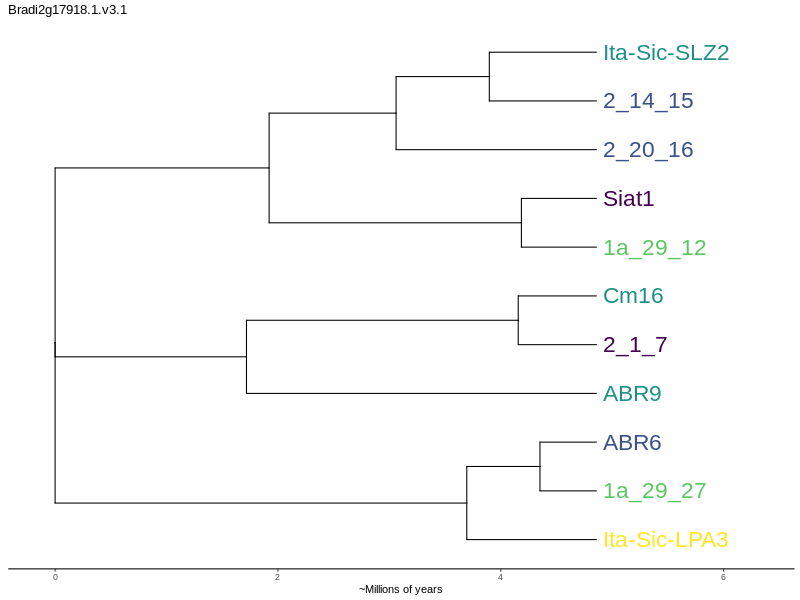 Bradi2g17918.1.v3.1
Ita-Sic-SLZ2
2_14_15
2_20_16
Siat1
1a_29_12
Cm16
2_1_7
ABR9
ABR6
1a_29_27
Ita-Sic-LPA3
0 2 4 6
~Millions of years